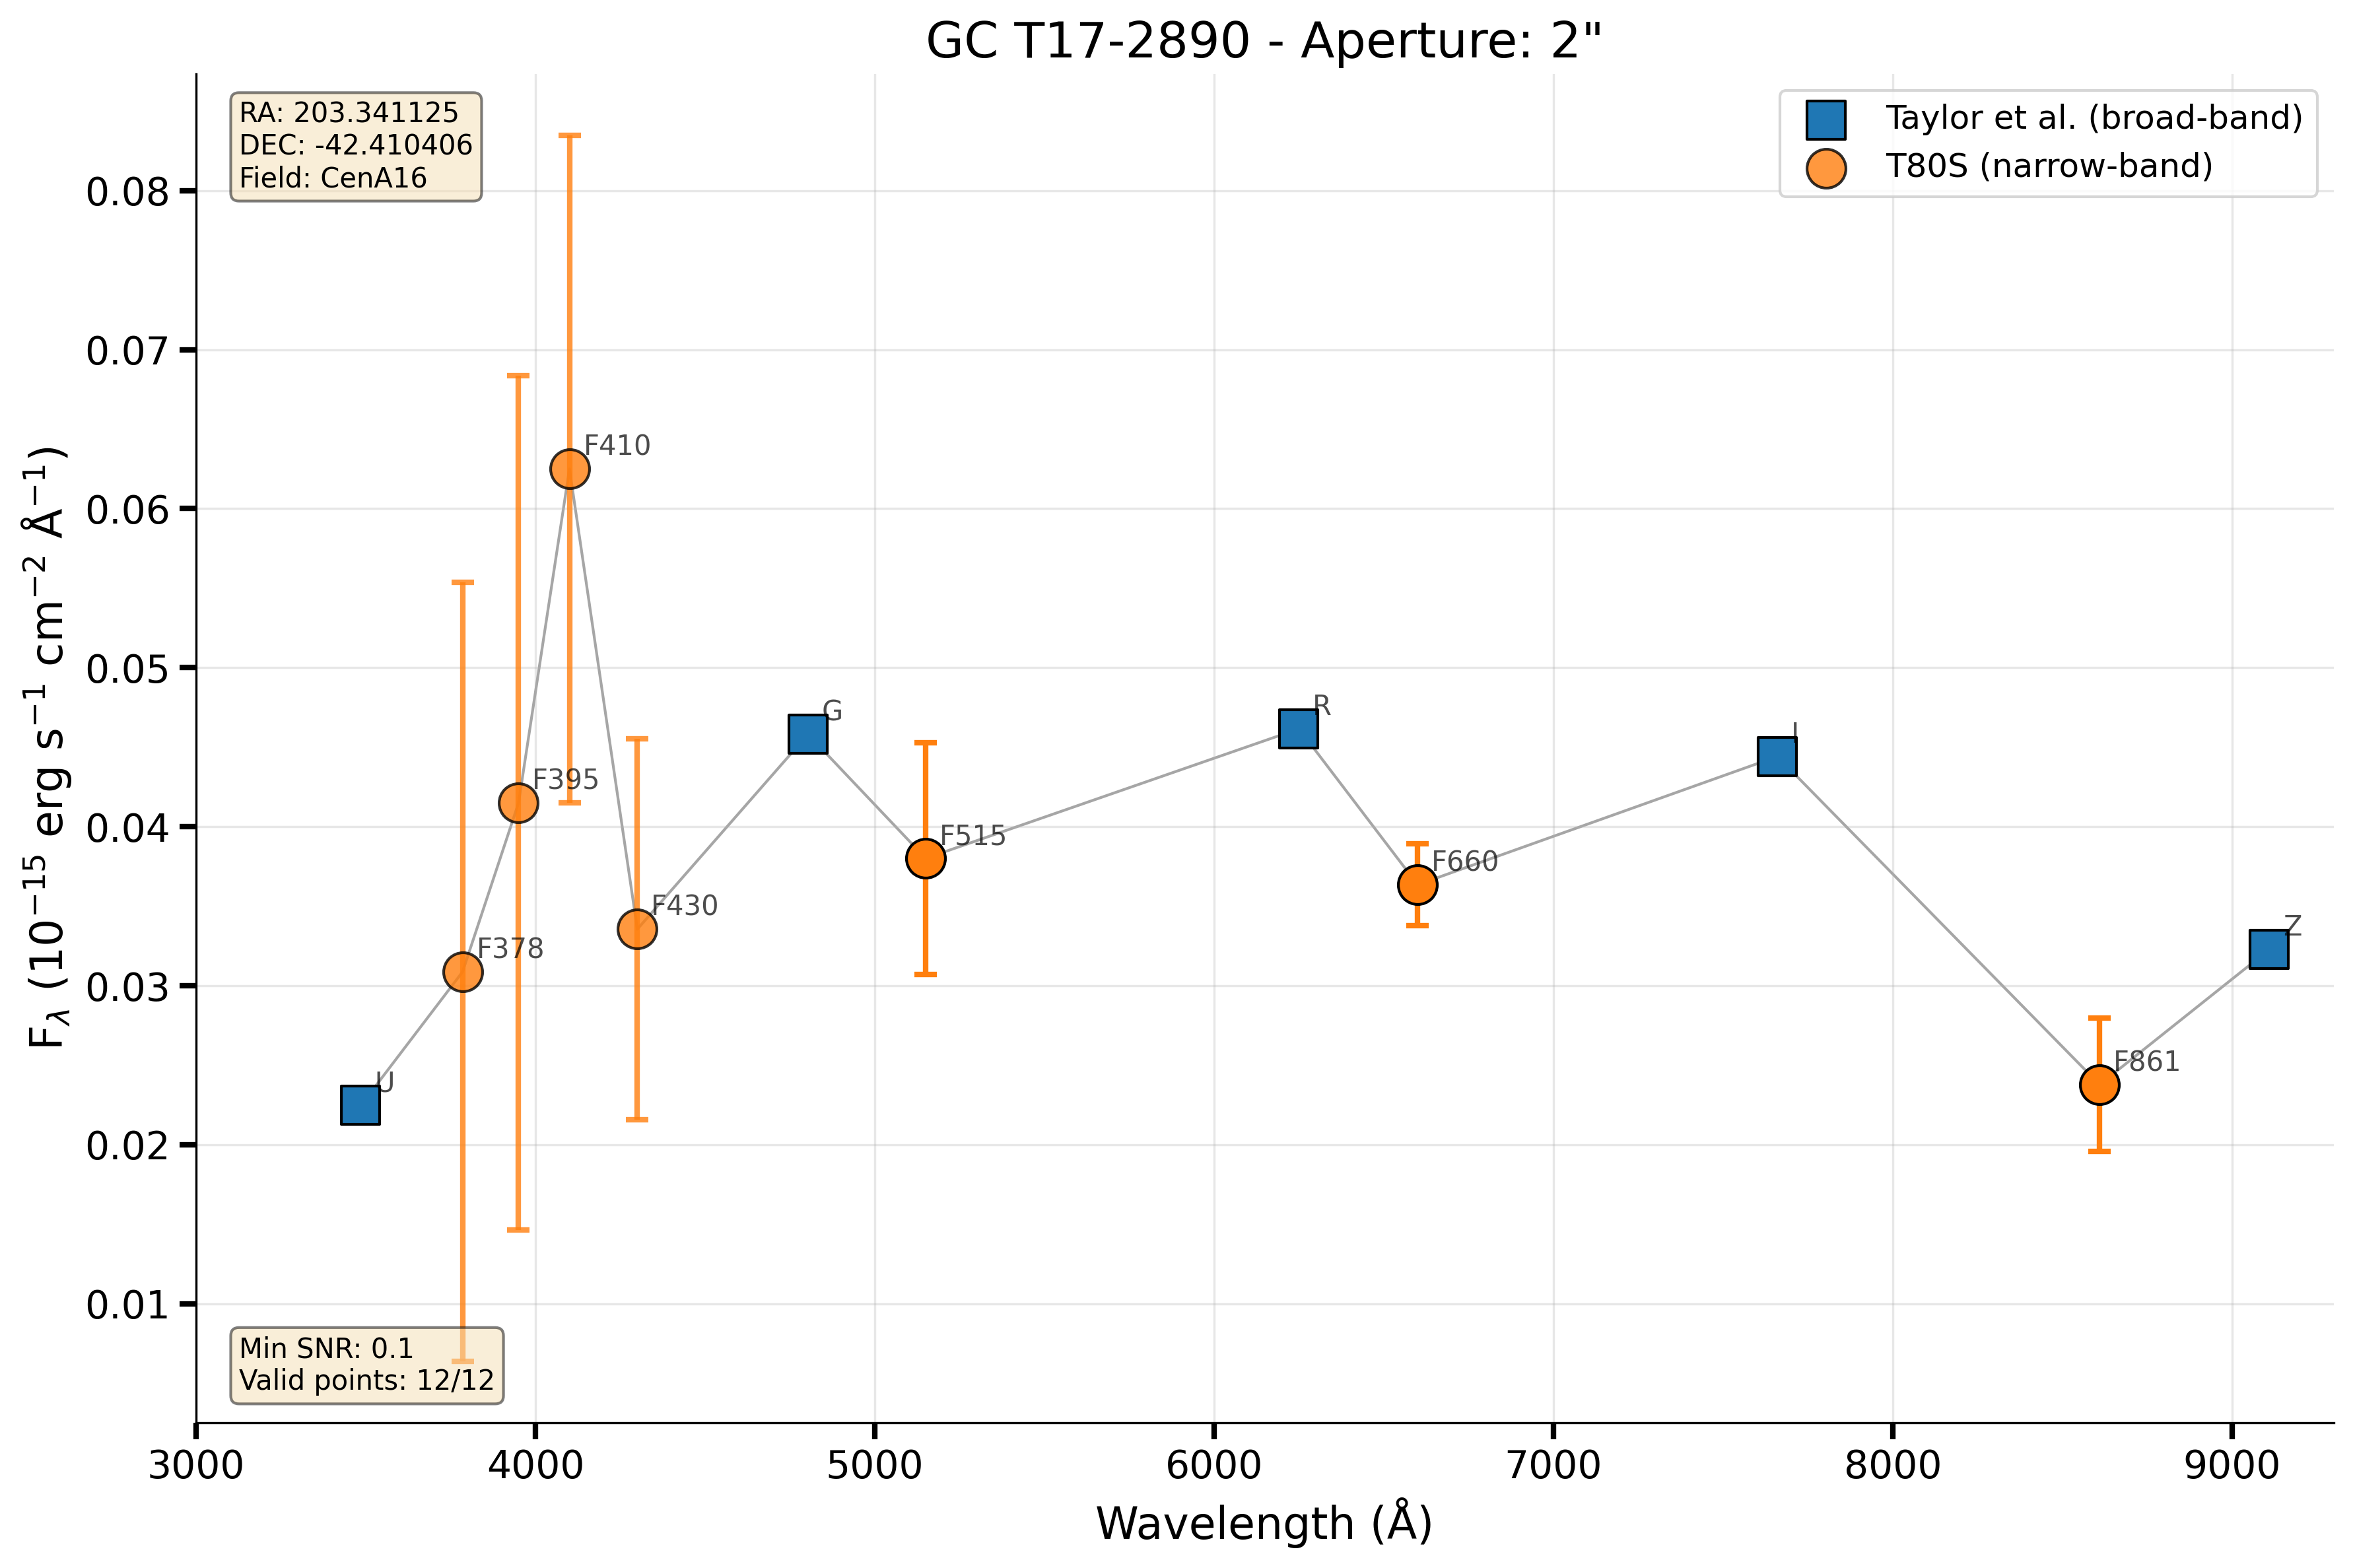 GC T17-2890 - Aperture: 2"
RA: 203.341125
DEC: -42.410406
Field: CenA16
Taylor et al. (broad-band)
T80S (narrow-band)
F410
F395
F378
F430
U
G
F515
R
F660
I
F861
Z
Min SNR: 0.1
Valid points: 12/12
0.08
0.07
0.06
0.05
0.04
0.03
0.02
0.01
3000 4000 5000 6000 7000 8000 9000
Wavelength (Å)
Fλ (10⁻¹⁵ erg s⁻¹ cm⁻² Å⁻¹)